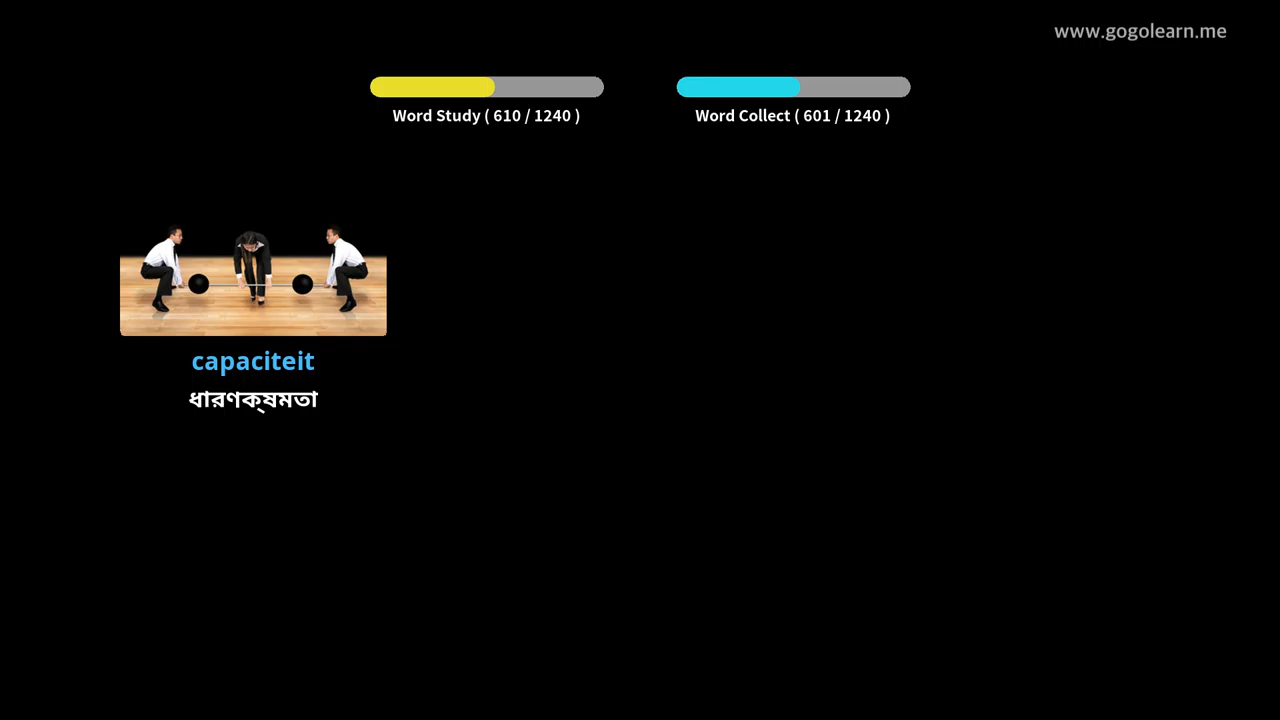 www.gogolearn.me
Word Study ( 610 / 1240 )
Word Collect ( 601 / 1240 )
capaciteit
ধারণক্ষমতা